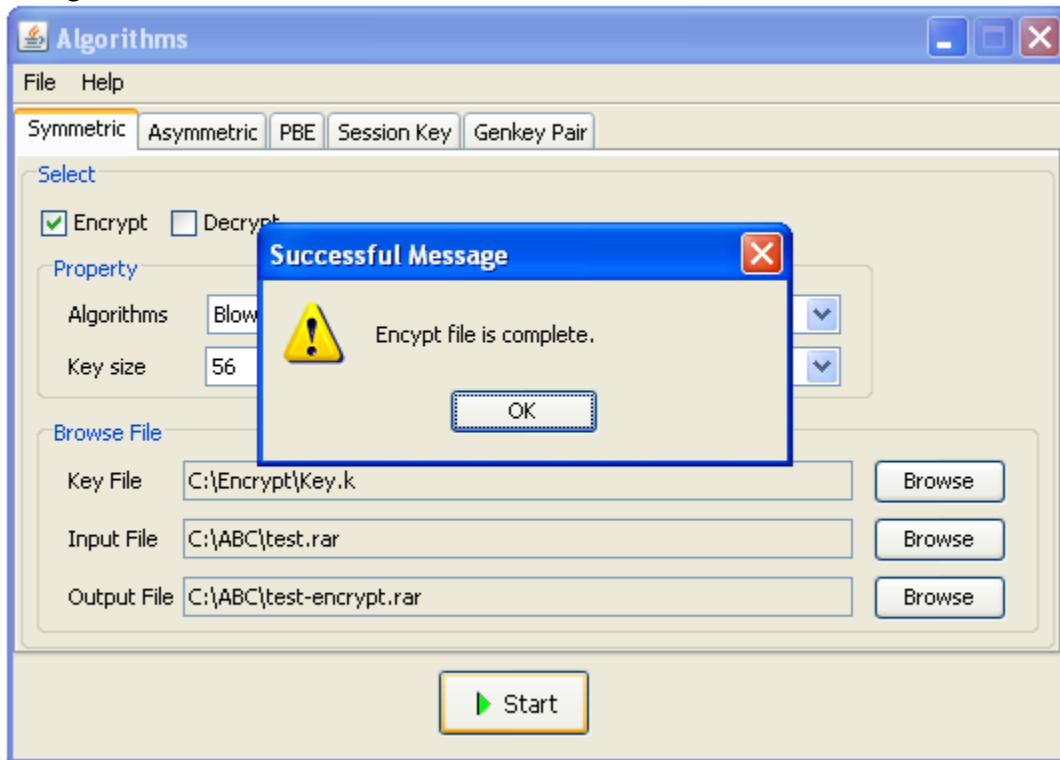 Algorithms
File Help
Symmetric Asymmetric PBE Session Key Genkey Pair
Select
Encrypt
Successful Message
Property
Algorithms
Encrypt file is complete.
Key size 56
OK
Browse File
Key File C:\Encrypt\Key.k Browse
Input File C:\ABC\test.rar Browse
Output File C:\ABC\test-encrypt.rar Browse
Start